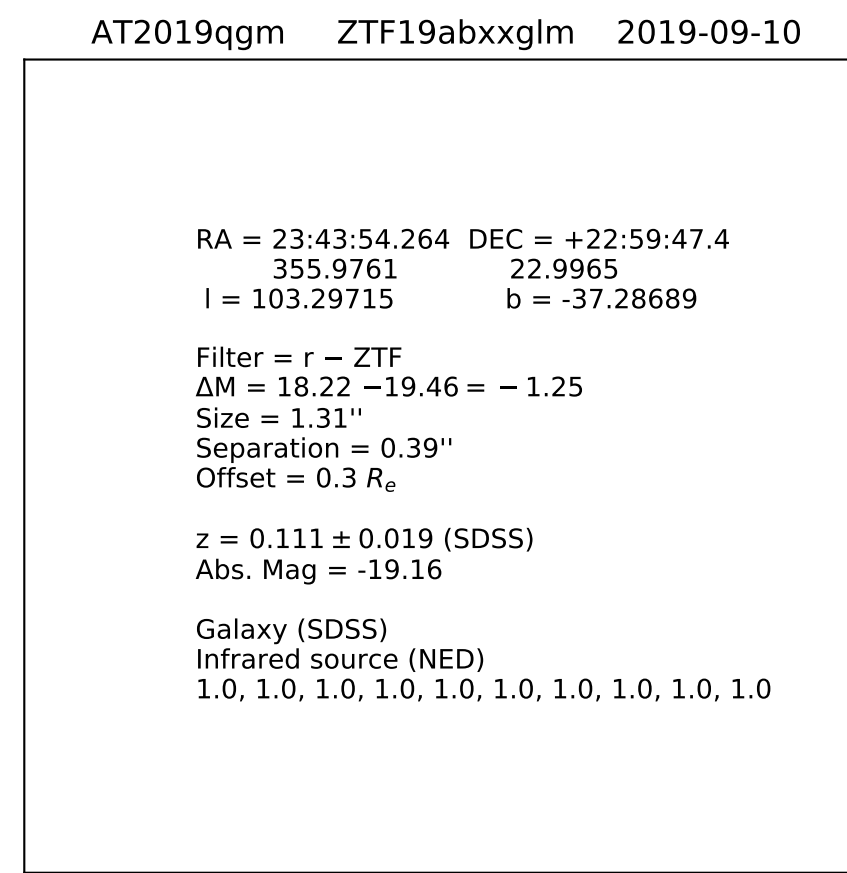 AT2019qgm ZTF19abxxglm 2019-09-10
RA = 23:43:54.264 DEC = +22:59:47.4
355.9761 22.9965
l = 103.29715 b = -37.28689
Filter = r − ZTF
ΔM = 18.22 −19.46 = − 1.25
Size = 1.31''
Separation = 0.39''
Offset = 0.3 Re
z = 0.111 ± 0.019 (SDSS)
Abs. Mag = -19.16
Galaxy (SDSS)
Infrared source (NED)
1.0, 1.0, 1.0, 1.0, 1.0, 1.0, 1.0, 1.0, 1.0, 1.0